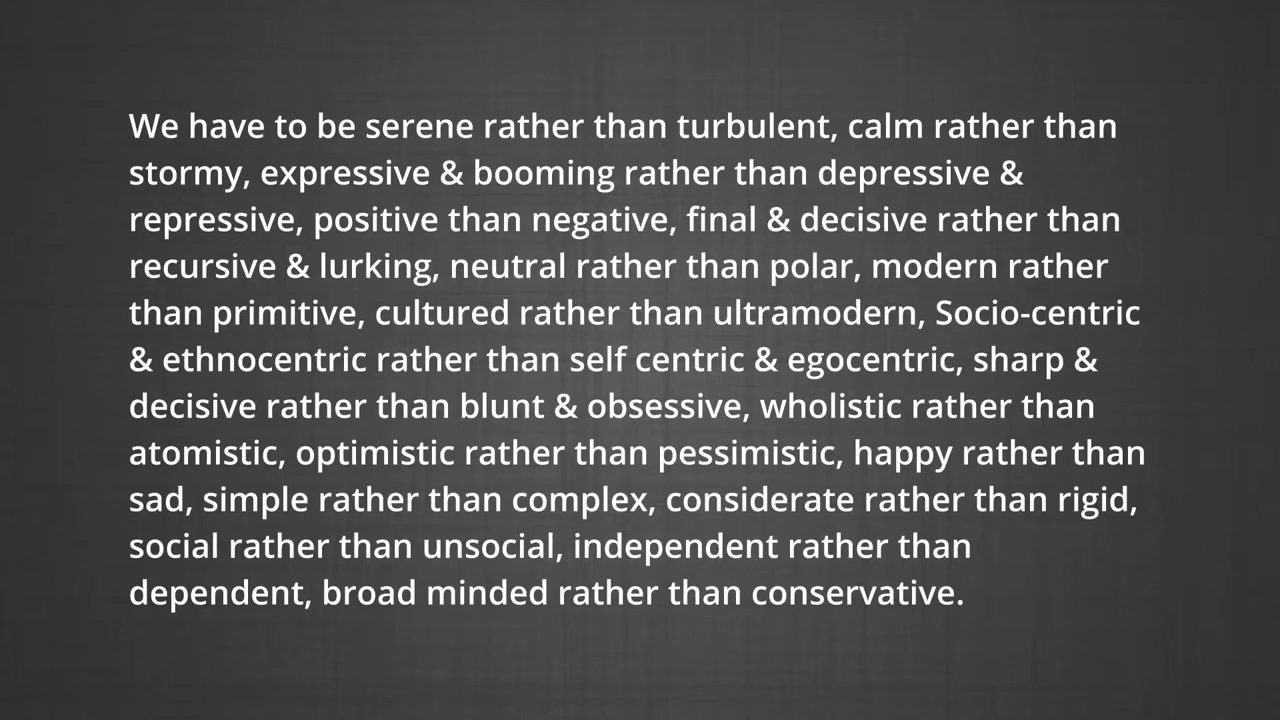 We have to be serene rather than turbulent, calm rather than
stormy, expressive & booming rather than depressive &
repressive, positive than negative, final & decisive rather than
recursive & lurking, neutral rather than polar, modern rather
than primitive, cultured rather than ultramodern, Socio-centric
& ethnocentric rather than self centric & egocentric, sharp &
decisive rather than blunt & obsessive, wholistic rather than
atomistic, optimistic rather than pessimistic, happy rather than
sad, simple rather than complex, considerate rather than rigid,
social rather than unsocial, independent rather than
dependent, broad minded rather than conservative.